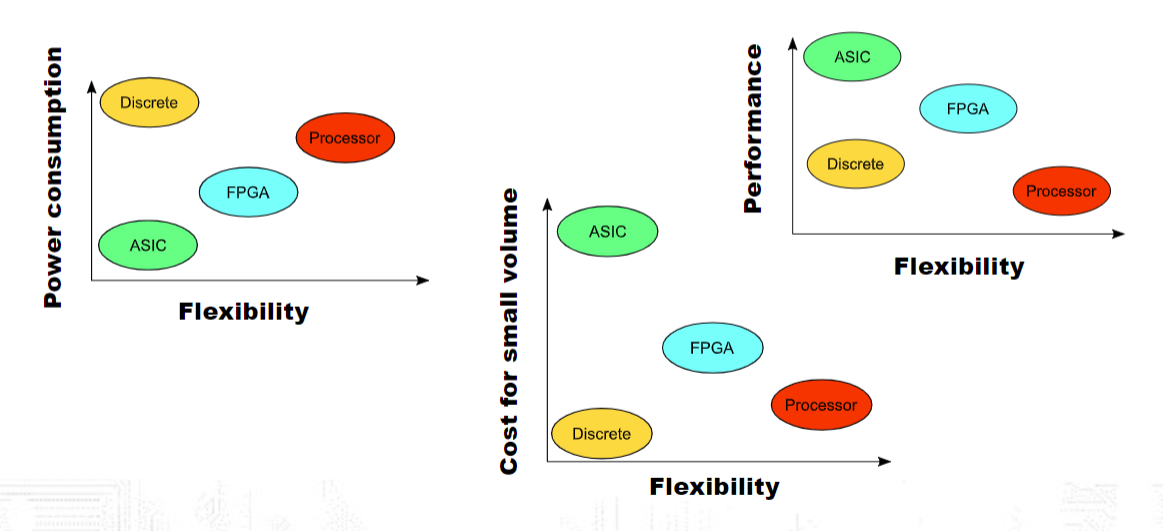 Power consumption
Discrete
Processor
FPGA
ASIC
Flexibility
Cost for small volume
ASIC
FPGA
Processor
Discrete
Flexibility
Performance
ASIC
FPGA
Discrete
Processor
Flexibility